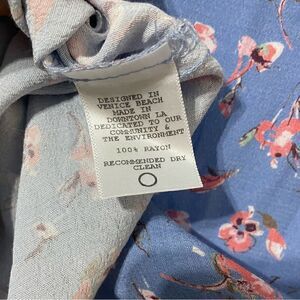 DESIGNED IN
VENICE BEACH
MADE IN
DOWNTOWN LA
DEDICATED TO OUR
COMMUNITY &
THE ENVIRONMENT
100% RAYON
RECOMMENDED DRY
CLEAN